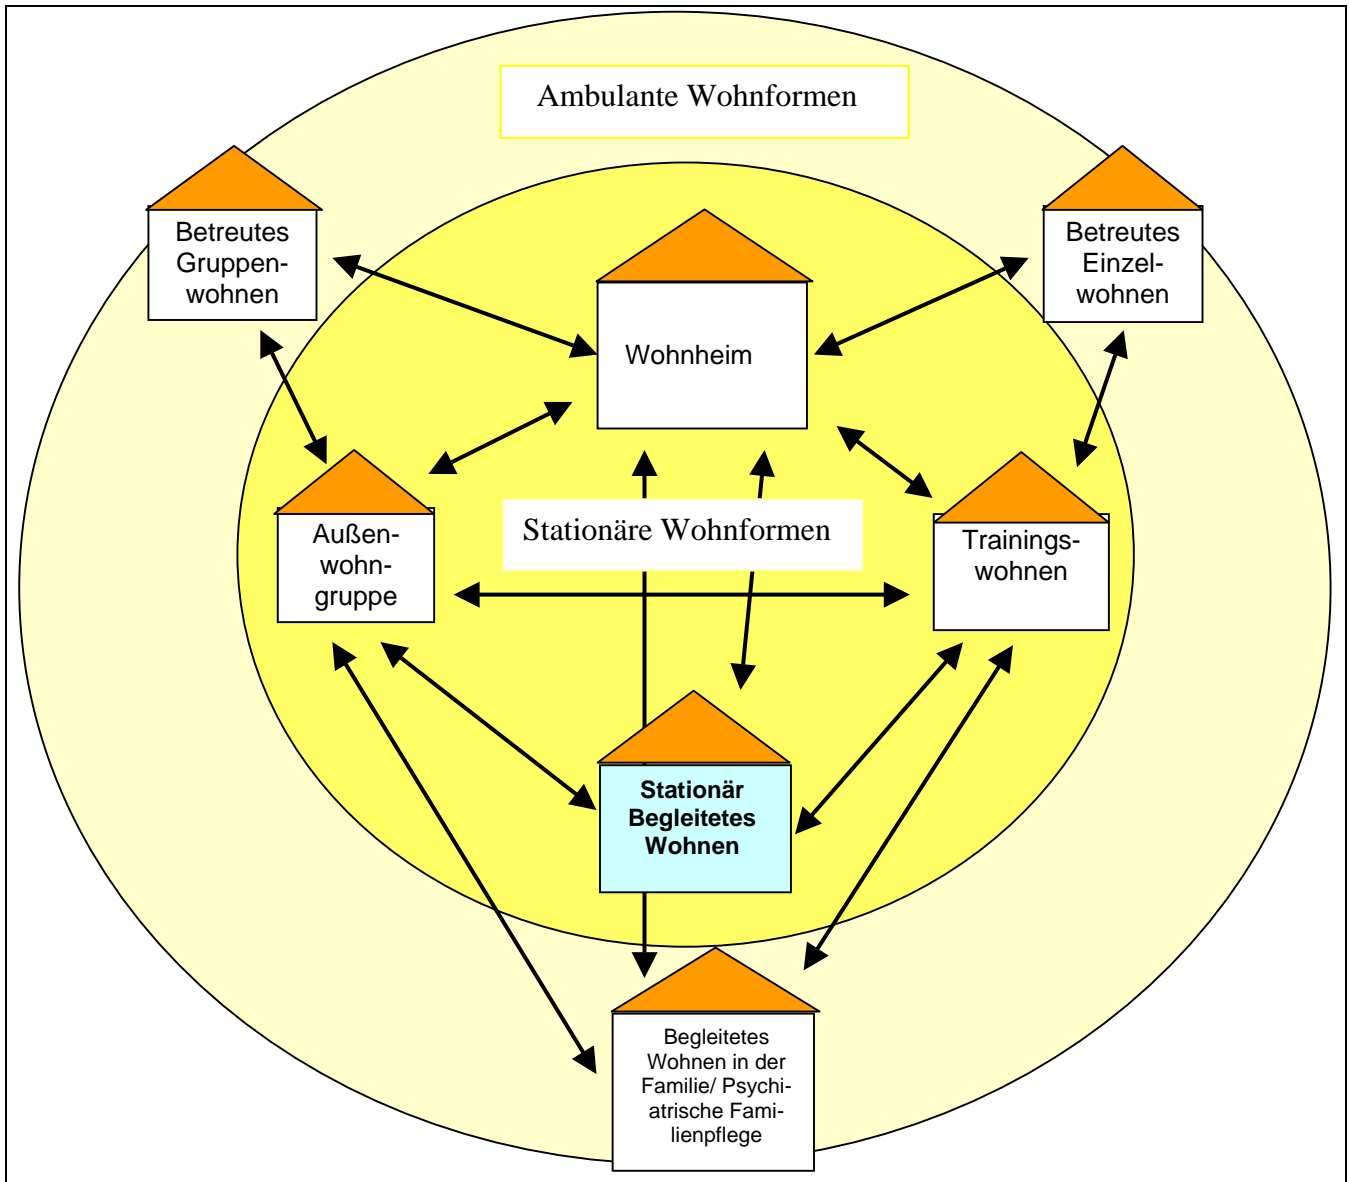 Ambulante Wohnformen
Betreutes
Gruppen-
wohnen
Betreutes
Einzel-
wohnen
Wohnheim
Stationäre Wohnformen
Außen-
wohn-
gruppe
Trainings-
wohnen
Stationär
Begleitetes
Wohnen
Begleitetes
Wohnen in der
Familie/ Psychi-
atrische Fami-
lienpflege